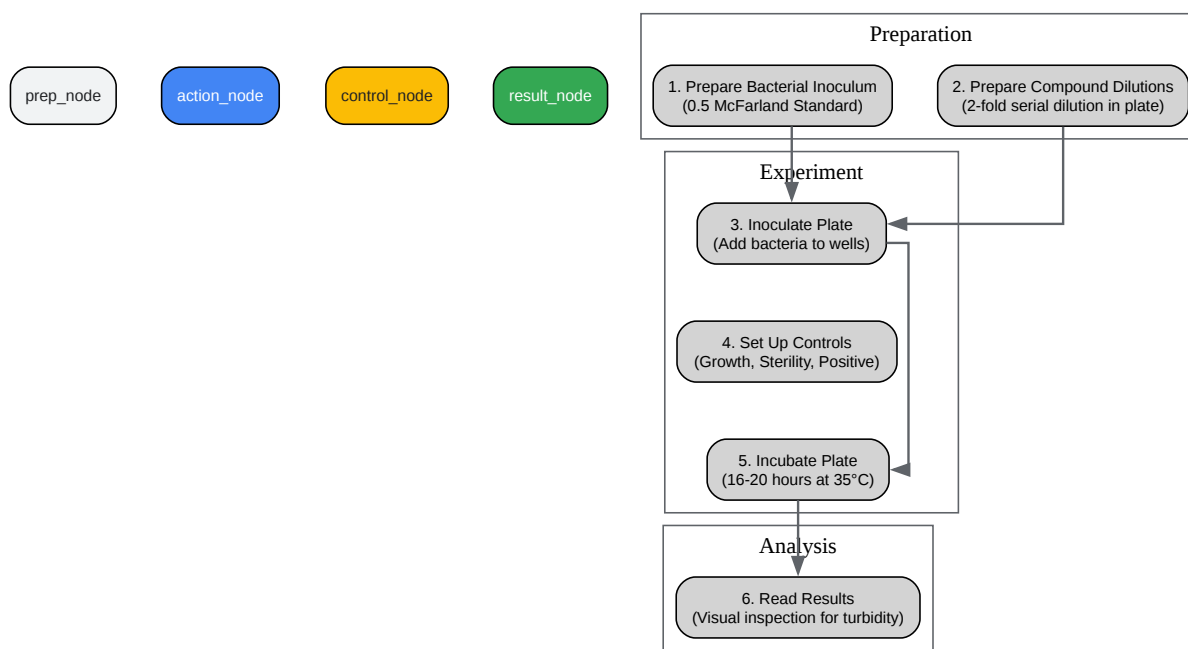 prep_node
action_node
control_node
result_node
Preparation
1. Prepare Bacterial Inoculum
(0.5 McFarland Standard)
2. Prepare Compound Dilutions
(2-fold serial dilution in plate)
Experiment
3. Inoculate Plate
(Add bacteria to wells)
4. Set Up Controls
(Growth, Sterility, Positive)
5. Incubate Plate
(16-20 hours at 35°C)
Analysis
6. Read Results
(Visual inspection for turbidity)